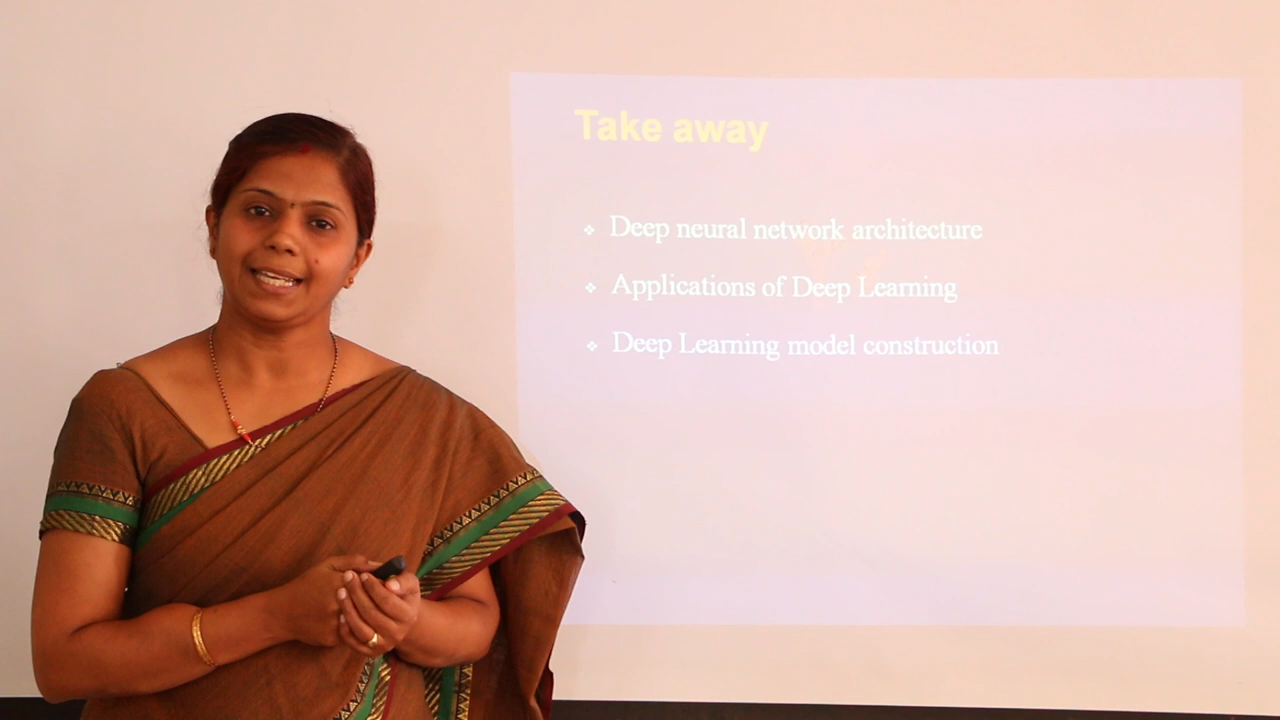 Take away
Deep neural network architecture
Applications of Deep Learning
Deep Learning model construction